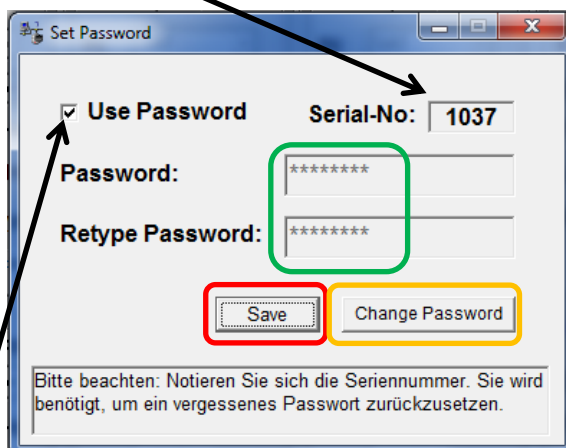 Set Password
Use Password Serial-No: 1037
Password: ********
Retype Password: ********
Save Change Password
Bitte beachten: Notieren Sie sich die Seriennummer. Sie wird
benötigt, um ein vergessenes Passwort zurückzusetzen.